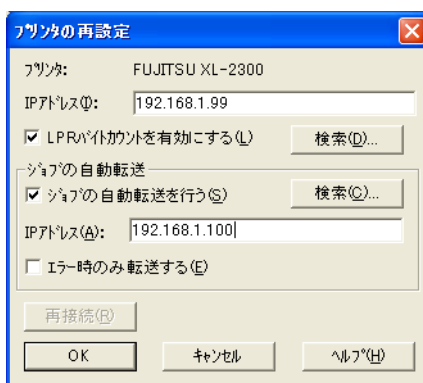 プリンタの再設定
プリンタ: FUJITSU XL-2300
IPアドレス(I): 192.168.1.99
LPRバイトカウントを有効にする(L) 検索(D)...
ジョブの自動転送
ジョブの自動転送を行う(S) 検索(C)...
IPアドレス(A): 192.168.1.100
エラー時のみ転送する(E)
再接続(R)
OK キャンセル ヘルプ(H)